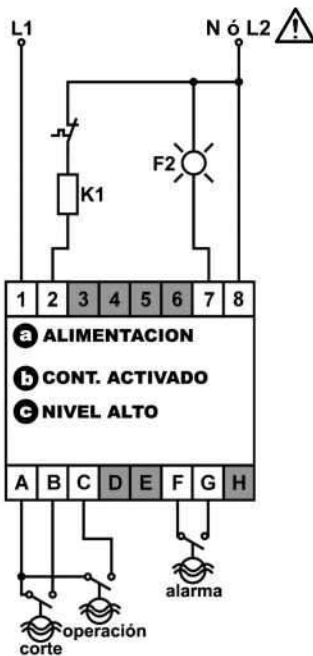 L1 N ó L2
F2
K1
1 2 3 4 5 6 7 8
a ALIMENTACION
b CONT. ACTIVADO
c NIVEL ALTO
A B C D E F G H
alarma
operación
corte